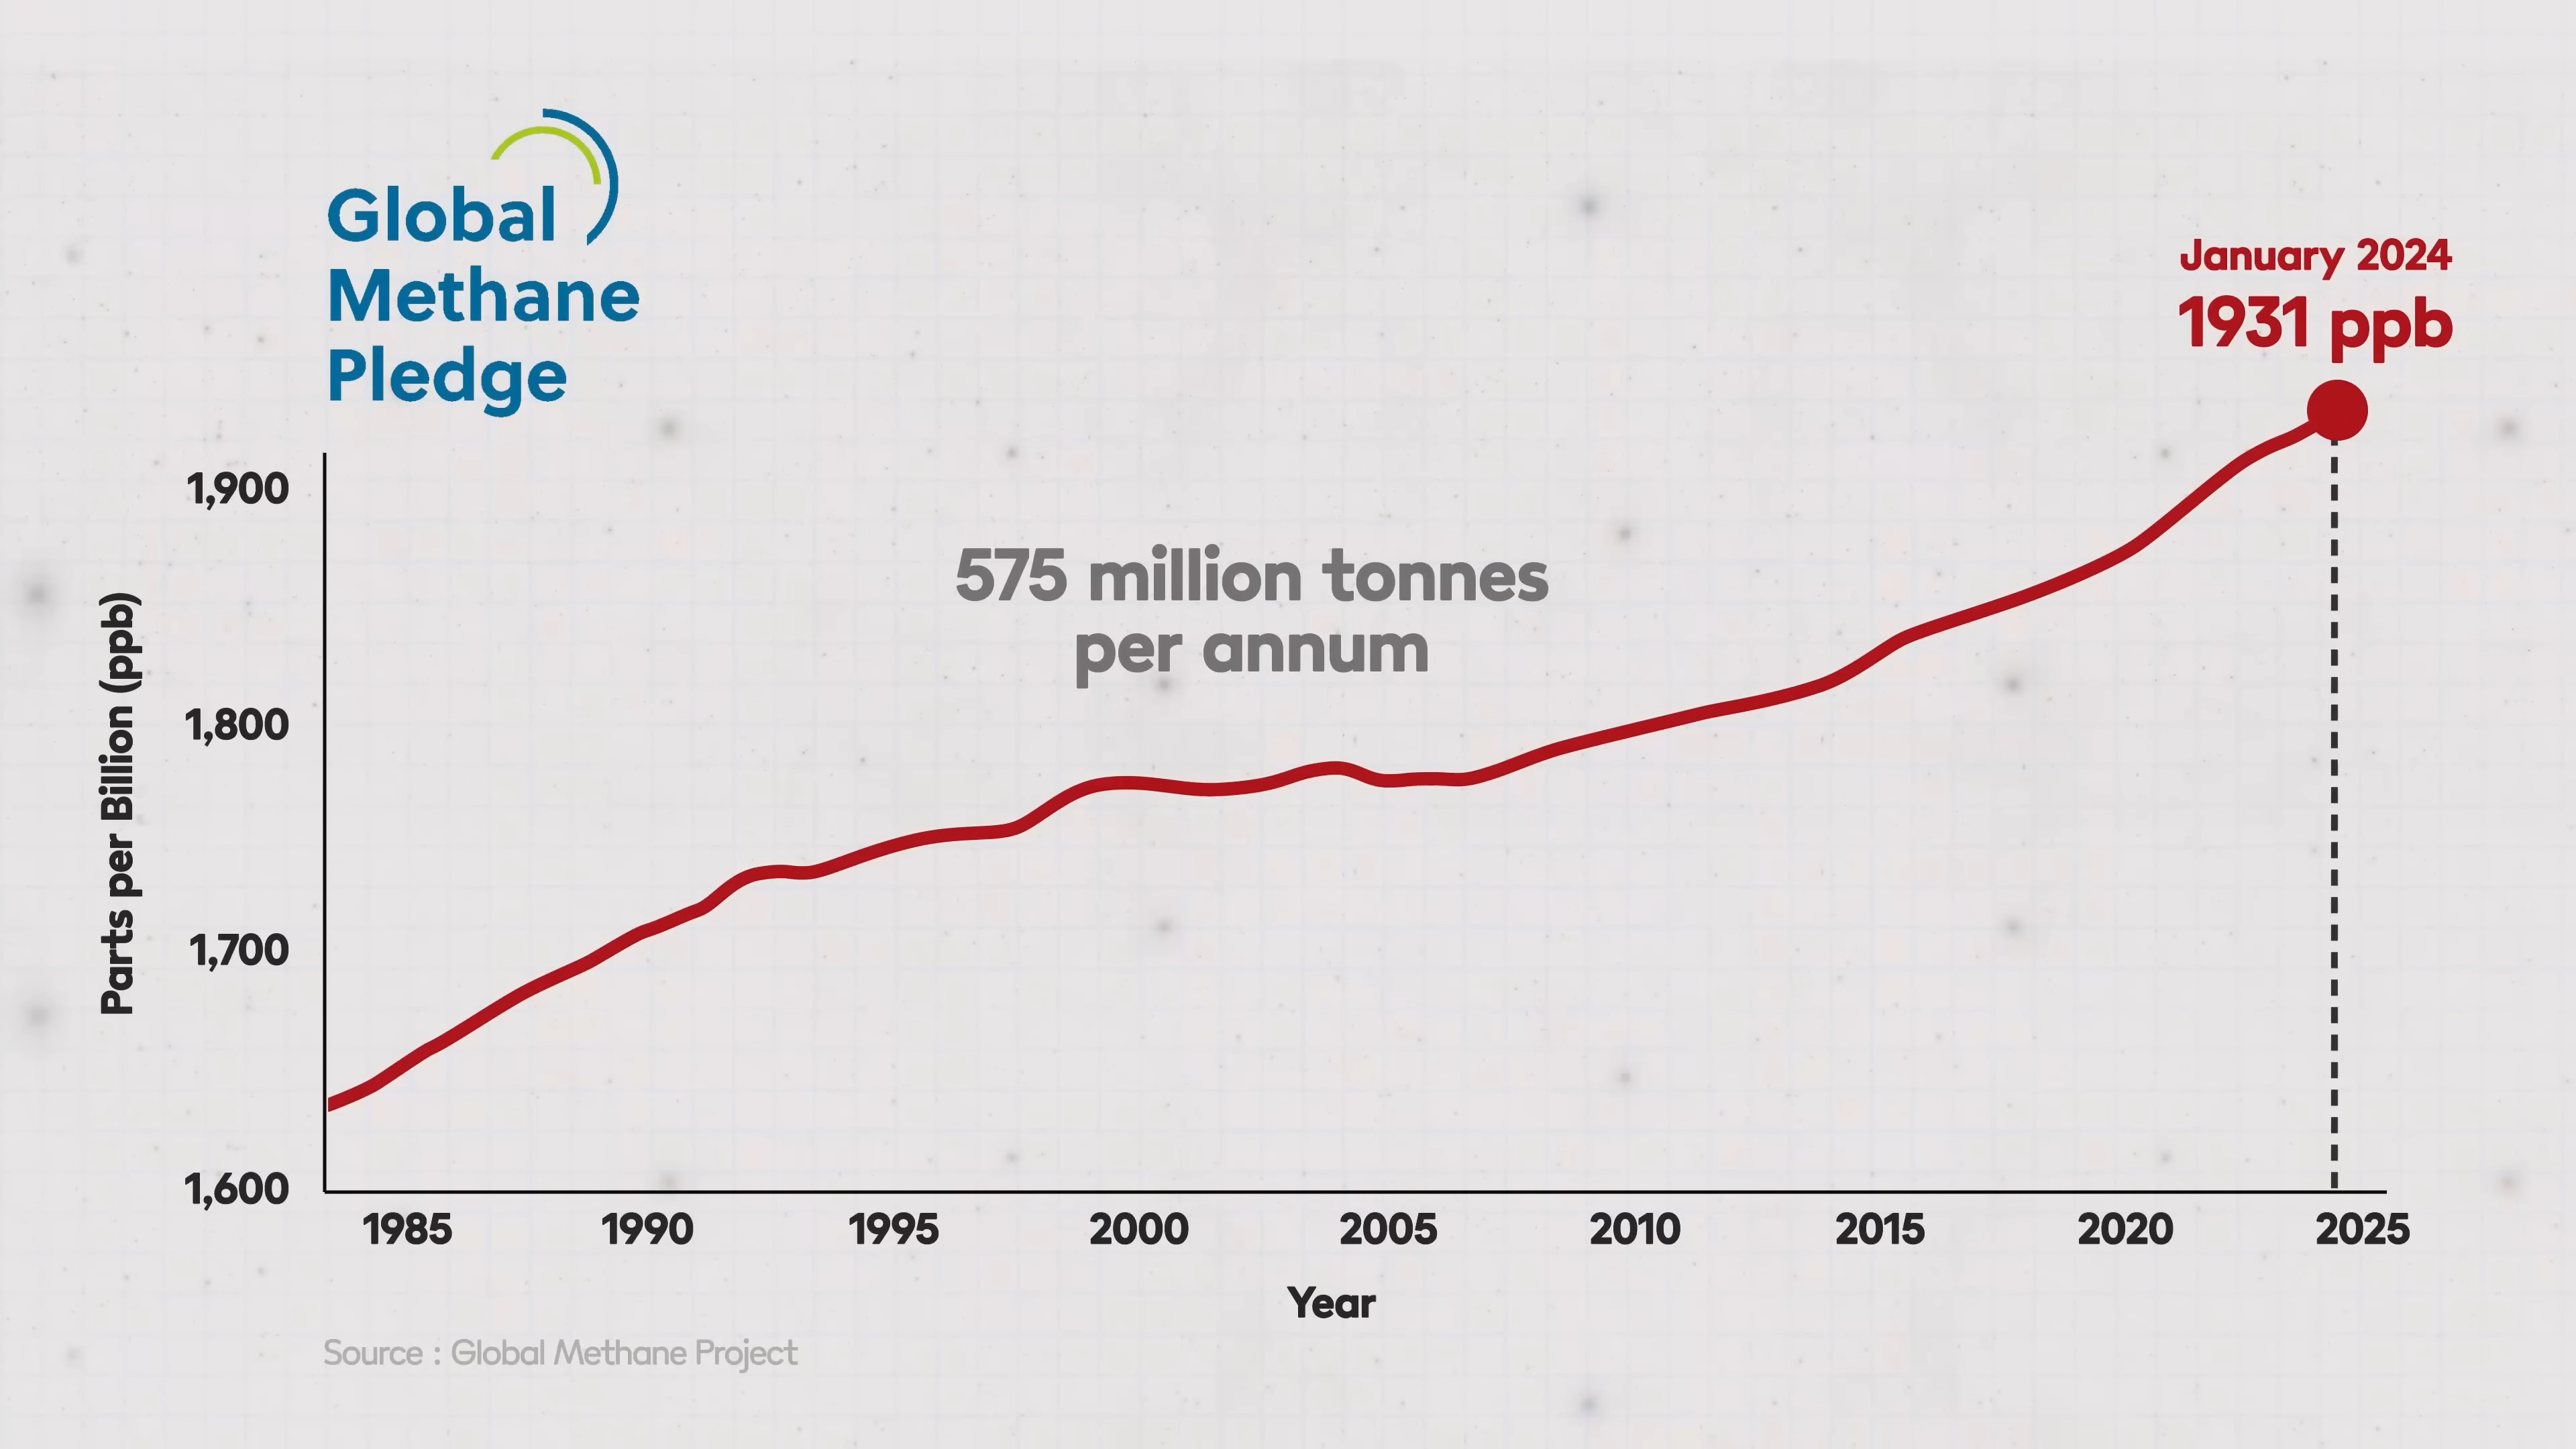 Global
Methane
Pledge
January 2024
1931 ppb
575 million tonnes
per annum
Parts per Billion (ppb)
1,900
1,800
1,700
1,600
1985 1990 1995 2000 2005 2010 2015 2020 2025
Year
Source : Global Methane Project